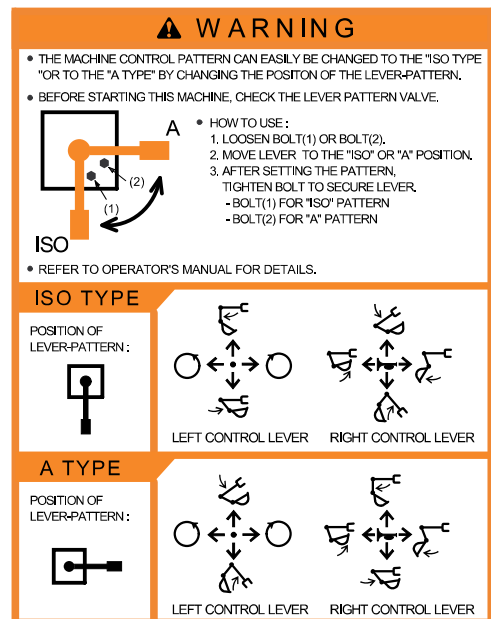 WARNING
• THE MACHINE CONTROL PATTERN CAN EASILY BE CHANGED TO THE "ISO TYPE
"OR TO THE "A TYPE" BY CHANGING THE POSITON OF THE LEVER-PATTERN.
• BEFORE STARTING THIS MACHINE, CHECK THE LEVER PATTERN VALVE.
A
(2)
(1)
ISO
• HOW TO USE :
1. LOOSEN BOLT(1) OR BOLT(2).
2. MOVE LEVER TO THE "ISO" OR "A" POSITION.
3. AFTER SETTING THE PATTERN,
TIGHTEN BOLT TO SECURE LEVER.
- BOLT(1) FOR "ISO" PATTERN
- BOLT(2) FOR "A" PATTERN
• REFER TO OPERATOR'S MANUAL FOR DETAILS.
ISO TYPE
POSITION OF
LEVER-PATTERN :
LEFT CONTROL LEVER
RIGHT CONTROL LEVER
A TYPE
POSITION OF
LEVER-PATTERN :
LEFT CONTROL LEVER
RIGHT CONTROL LEVER